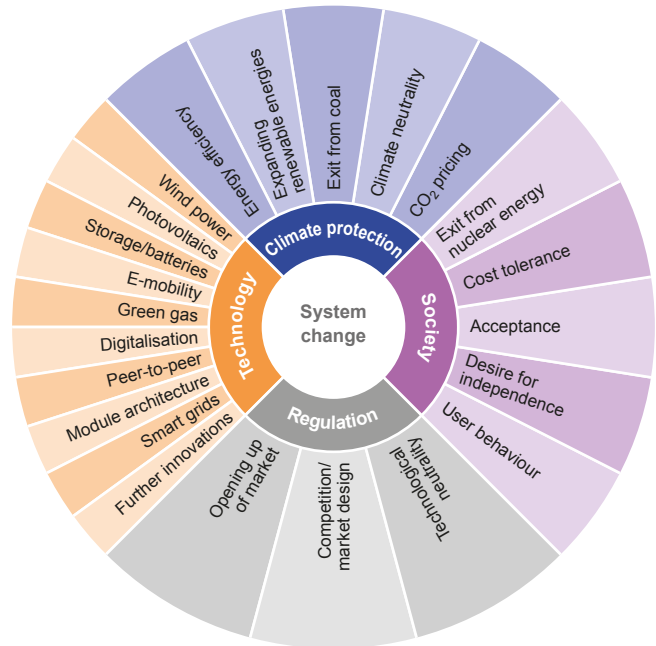 System
change
Climate protection
Energy efficiency
Expanding
renewable energies
Exit from coal
Climate neutrality
CO₂ pricing
Society
Exit from
nuclear energy
Cost tolerance
Acceptance
Desire for
independence
User behaviour
Regulation
Technological
neutrality
Competition/
market design
Opening up
of market
Technology
Wind power
Photovoltaics
Storage/batteries
E-mobility
Green gas
Digitalisation
Peer-to-peer
Module architecture
Smart grids
Further innovations